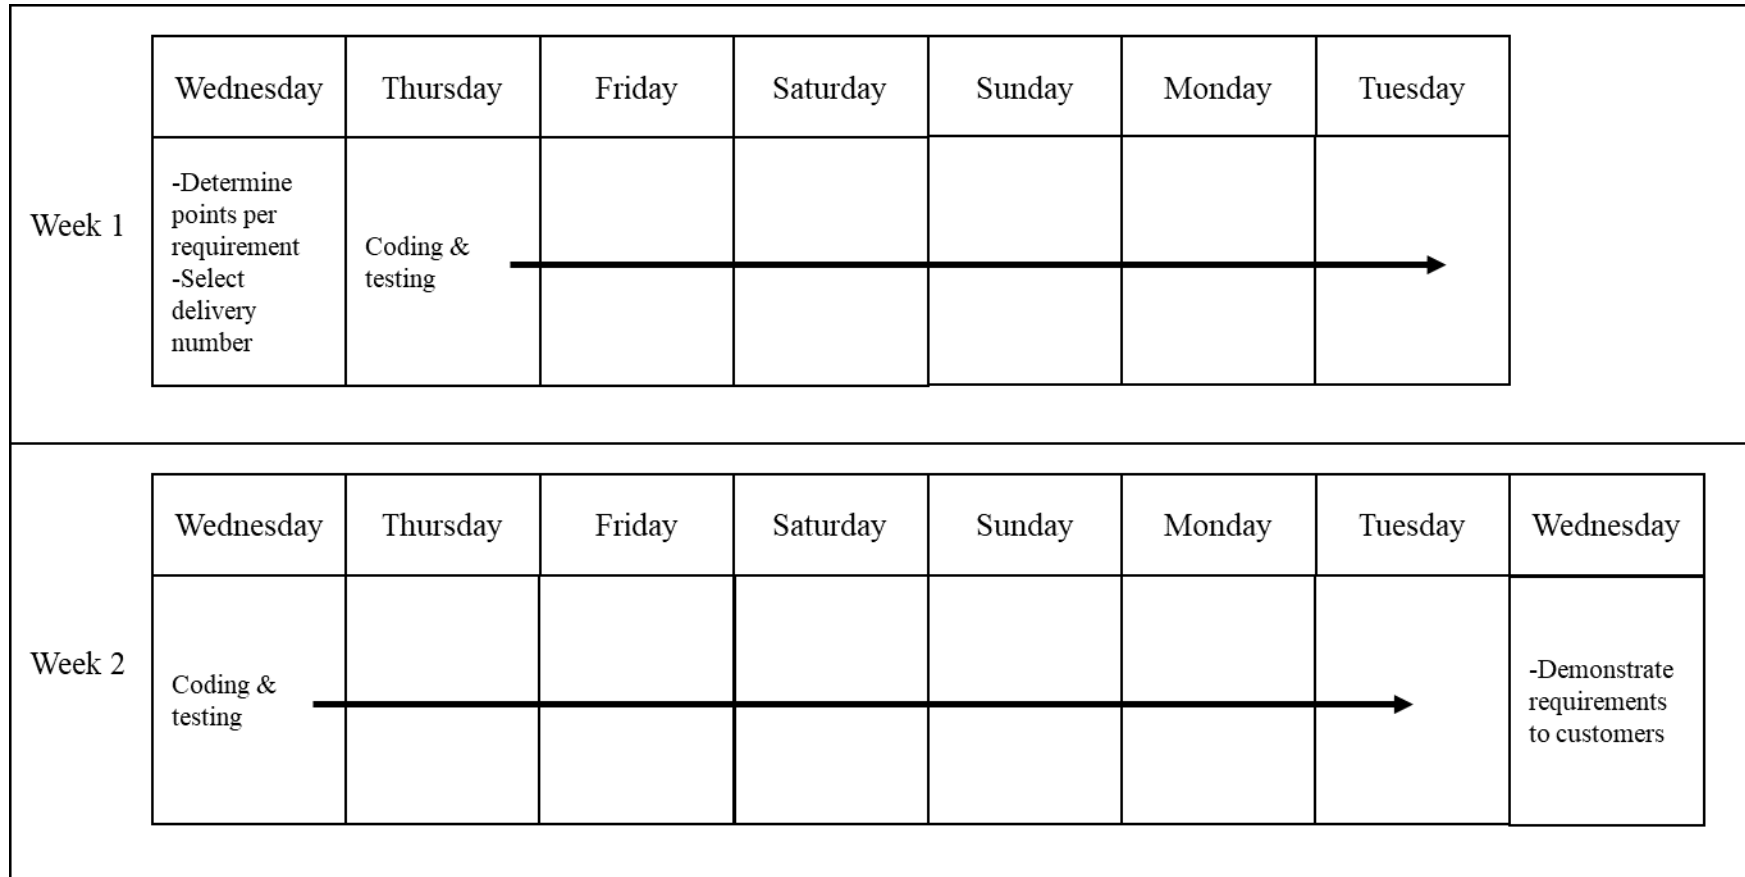 Wednesday Thursday Friday Saturday Sunday Monday Tuesday
Week 1
-Determine
points per
requirement
-Select
delivery
number
Coding &
testing
Wednesday Thursday Friday Saturday Sunday Monday Tuesday Wednesday
Week 2
Coding &
testing
-Demonstrate
requirements
to customers